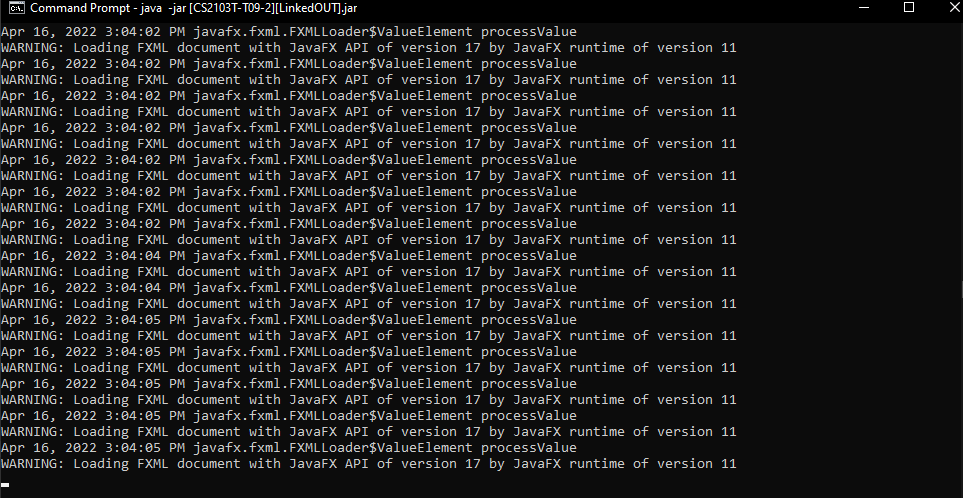 Command Prompt - java  -jar [CS2103T-T09-2][LinkedOUT].jar
Apr 16, 2022 3:04:02 PM javafx.fxml.FXMLLoader$ValueElement processValue
WARNING: Loading FXML document with JavaFX API of version 17 by JavaFX runtime of version 11
Apr 16, 2022 3:04:02 PM javafx.fxml.FXMLLoader$ValueElement processValue
WARNING: Loading FXML document with JavaFX API of version 17 by JavaFX runtime of version 11
Apr 16, 2022 3:04:02 PM javafx.fxml.FXMLLoader$ValueElement processValue
WARNING: Loading FXML document with JavaFX API of version 17 by JavaFX runtime of version 11
Apr 16, 2022 3:04:02 PM javafx.fxml.FXMLLoader$ValueElement processValue
WARNING: Loading FXML document with JavaFX API of version 17 by JavaFX runtime of version 11
Apr 16, 2022 3:04:02 PM javafx.fxml.FXMLLoader$ValueElement processValue
WARNING: Loading FXML document with JavaFX API of version 17 by JavaFX runtime of version 11
Apr 16, 2022 3:04:02 PM javafx.fxml.FXMLLoader$ValueElement processValue
WARNING: Loading FXML document with JavaFX API of version 17 by JavaFX runtime of version 11
Apr 16, 2022 3:04:02 PM javafx.fxml.FXMLLoader$ValueElement processValue
WARNING: Loading FXML document with JavaFX API of version 17 by JavaFX runtime of version 11
Apr 16, 2022 3:04:04 PM javafx.fxml.FXMLLoader$ValueElement processValue
WARNING: Loading FXML document with JavaFX API of version 17 by JavaFX runtime of version 11
Apr 16, 2022 3:04:04 PM javafx.fxml.FXMLLoader$ValueElement processValue
WARNING: Loading FXML document with JavaFX API of version 17 by JavaFX runtime of version 11
Apr 16, 2022 3:04:05 PM javafx.fxml.FXMLLoader$ValueElement processValue
WARNING: Loading FXML document with JavaFX API of version 17 by JavaFX runtime of version 11
Apr 16, 2022 3:04:05 PM javafx.fxml.FXMLLoader$ValueElement processValue
WARNING: Loading FXML document with JavaFX API of version 17 by JavaFX runtime of version 11
Apr 16, 2022 3:04:05 PM javafx.fxml.FXMLLoader$ValueElement processValue
WARNING: Loading FXML document with JavaFX API of version 17 by JavaFX runtime of version 11
Apr 16, 2022 3:04:05 PM javafx.fxml.FXMLLoader$ValueElement processValue
WARNING: Loading FXML document with JavaFX API of version 17 by JavaFX runtime of version 11
Apr 16, 2022 3:04:05 PM javafx.fxml.FXMLLoader$ValueElement processValue
WARNING: Loading FXML document with JavaFX API of version 17 by JavaFX runtime of version 11